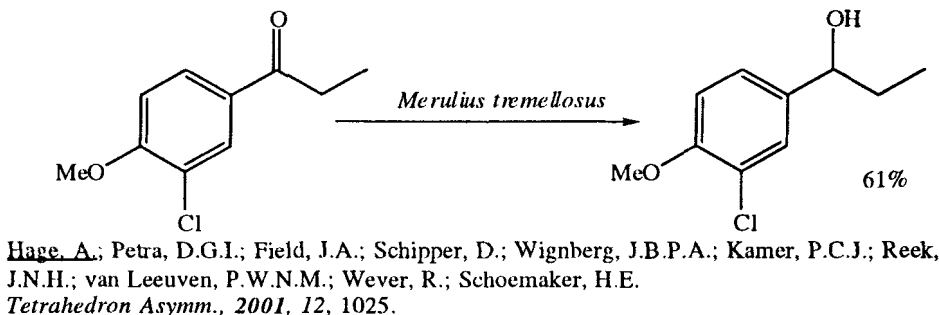 O
OH
Merulius tremellosus
MeO
Cl
MeO
Cl
61%
Hage, A.; Petra, D.G.I.; Field, J.A.; Schipper, D.; Wignberg, J.B.P.A.; Kamer, P.C.J.; Reek,
J.N.H.; van Leeuven, P.W.N.M.; Wever, R.; Schoemaker, H.E.
Tetrahedron Asymm., 2001, 12, 1025.